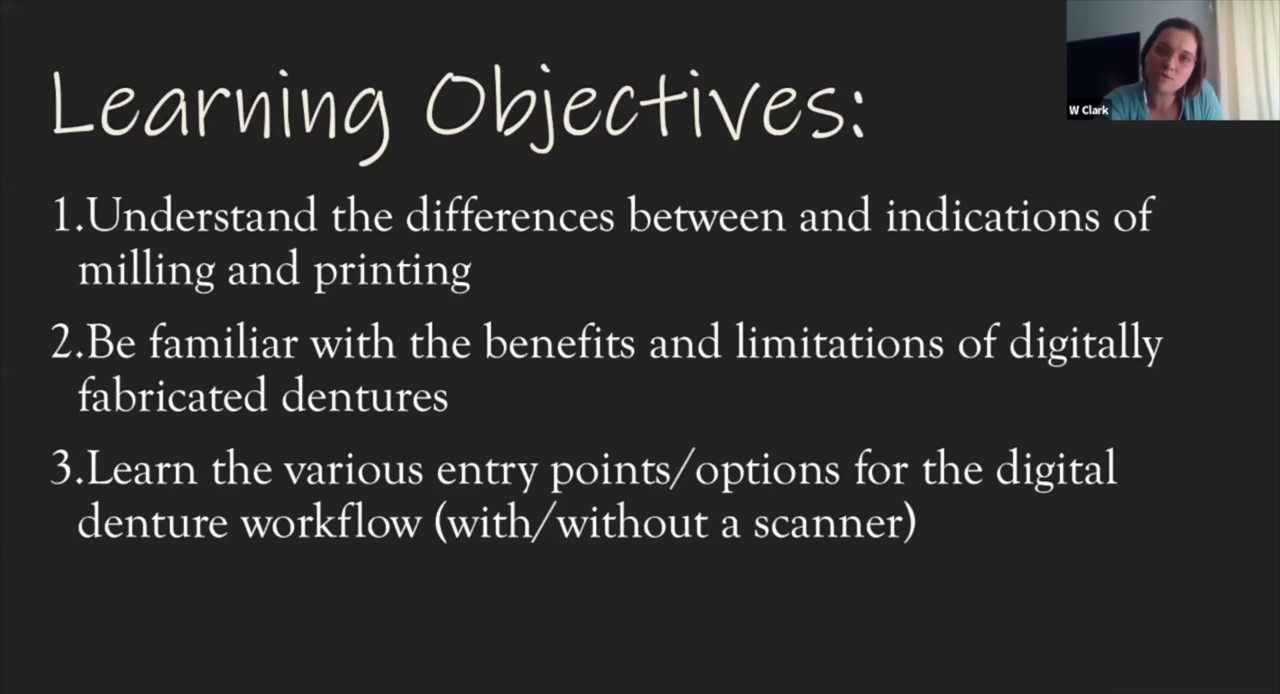 Learning Objectives:
W Clark
1.Understand the differences between and indications of
milling and printing
2.Be familiar with the benefits and limitations of digitally
fabricated dentures
3.Learn the various entry points/options for the digital
denture workflow (with/without a scanner)